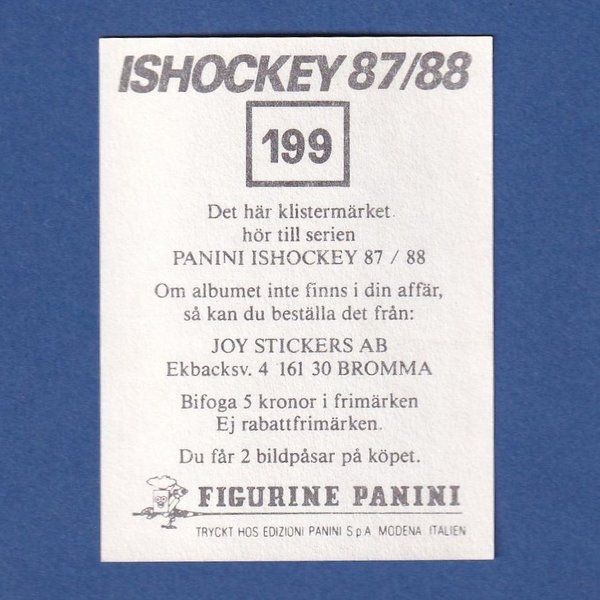 ISHOCKEY 87/88
199
Det här klistermärket
hör till serien
PANINI ISHOCKEY 87 / 88
Om albumet inte finns i din affär,
så kan du beställa det från:
JOY STICKERS AB
Ekbacksv. 4 161 30 BROMMA
Bifoga 5 kronor i frimärken
Ej rabattfrimärken.
Du får 2 bildpåsar på köpet.
FIGURINE PANINI
TRYCKT HOS EDIZIONI PANINI S.p.A. MODENA ITALIEN